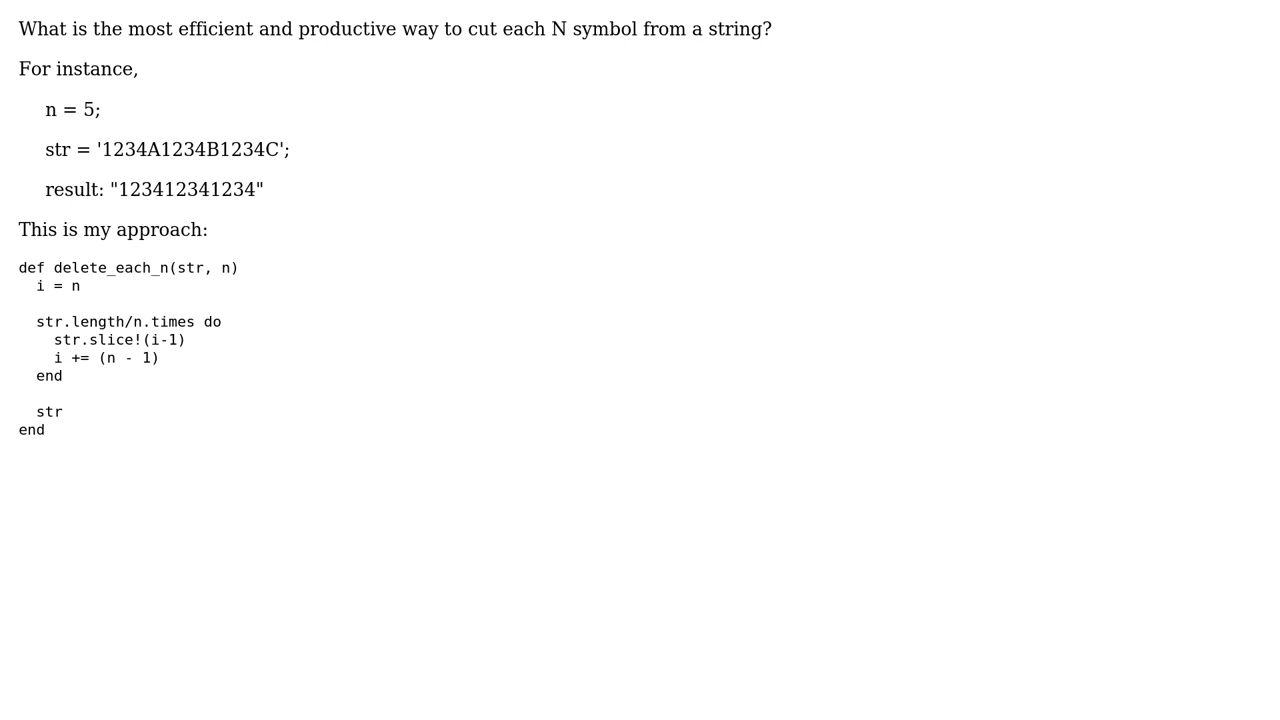 What is the most efficient and productive way to cut each N symbol from a string?
For instance,
n = 5;
str = '1234A1234B1234C';
result: "123412341234"
This is my approach:
def delete_each_n(str, n)
  i = n
  str.length/n.times do
    str.slice!(i-1)
    i += (n - 1)
  end
  str
end